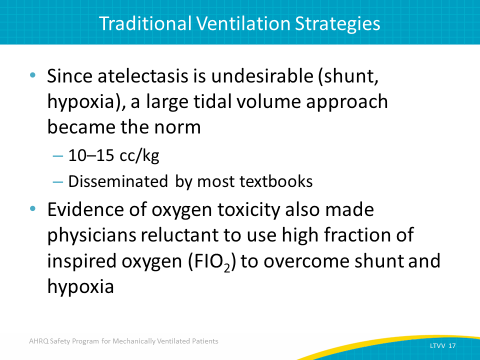 Traditional Ventilation Strategies
• Since atelectasis is undesirable (shunt,
hypoxia), a large tidal volume approach
became the norm
– 10–15 cc/kg
– Disseminated by most textbooks
• Evidence of oxygen toxicity also made
physicians reluctant to use high fraction of
inspired oxygen (FIO₂) to overcome shunt and
hypoxia
AHRQ Safety Program for Mechanically Ventilated Patients
LTVV 17